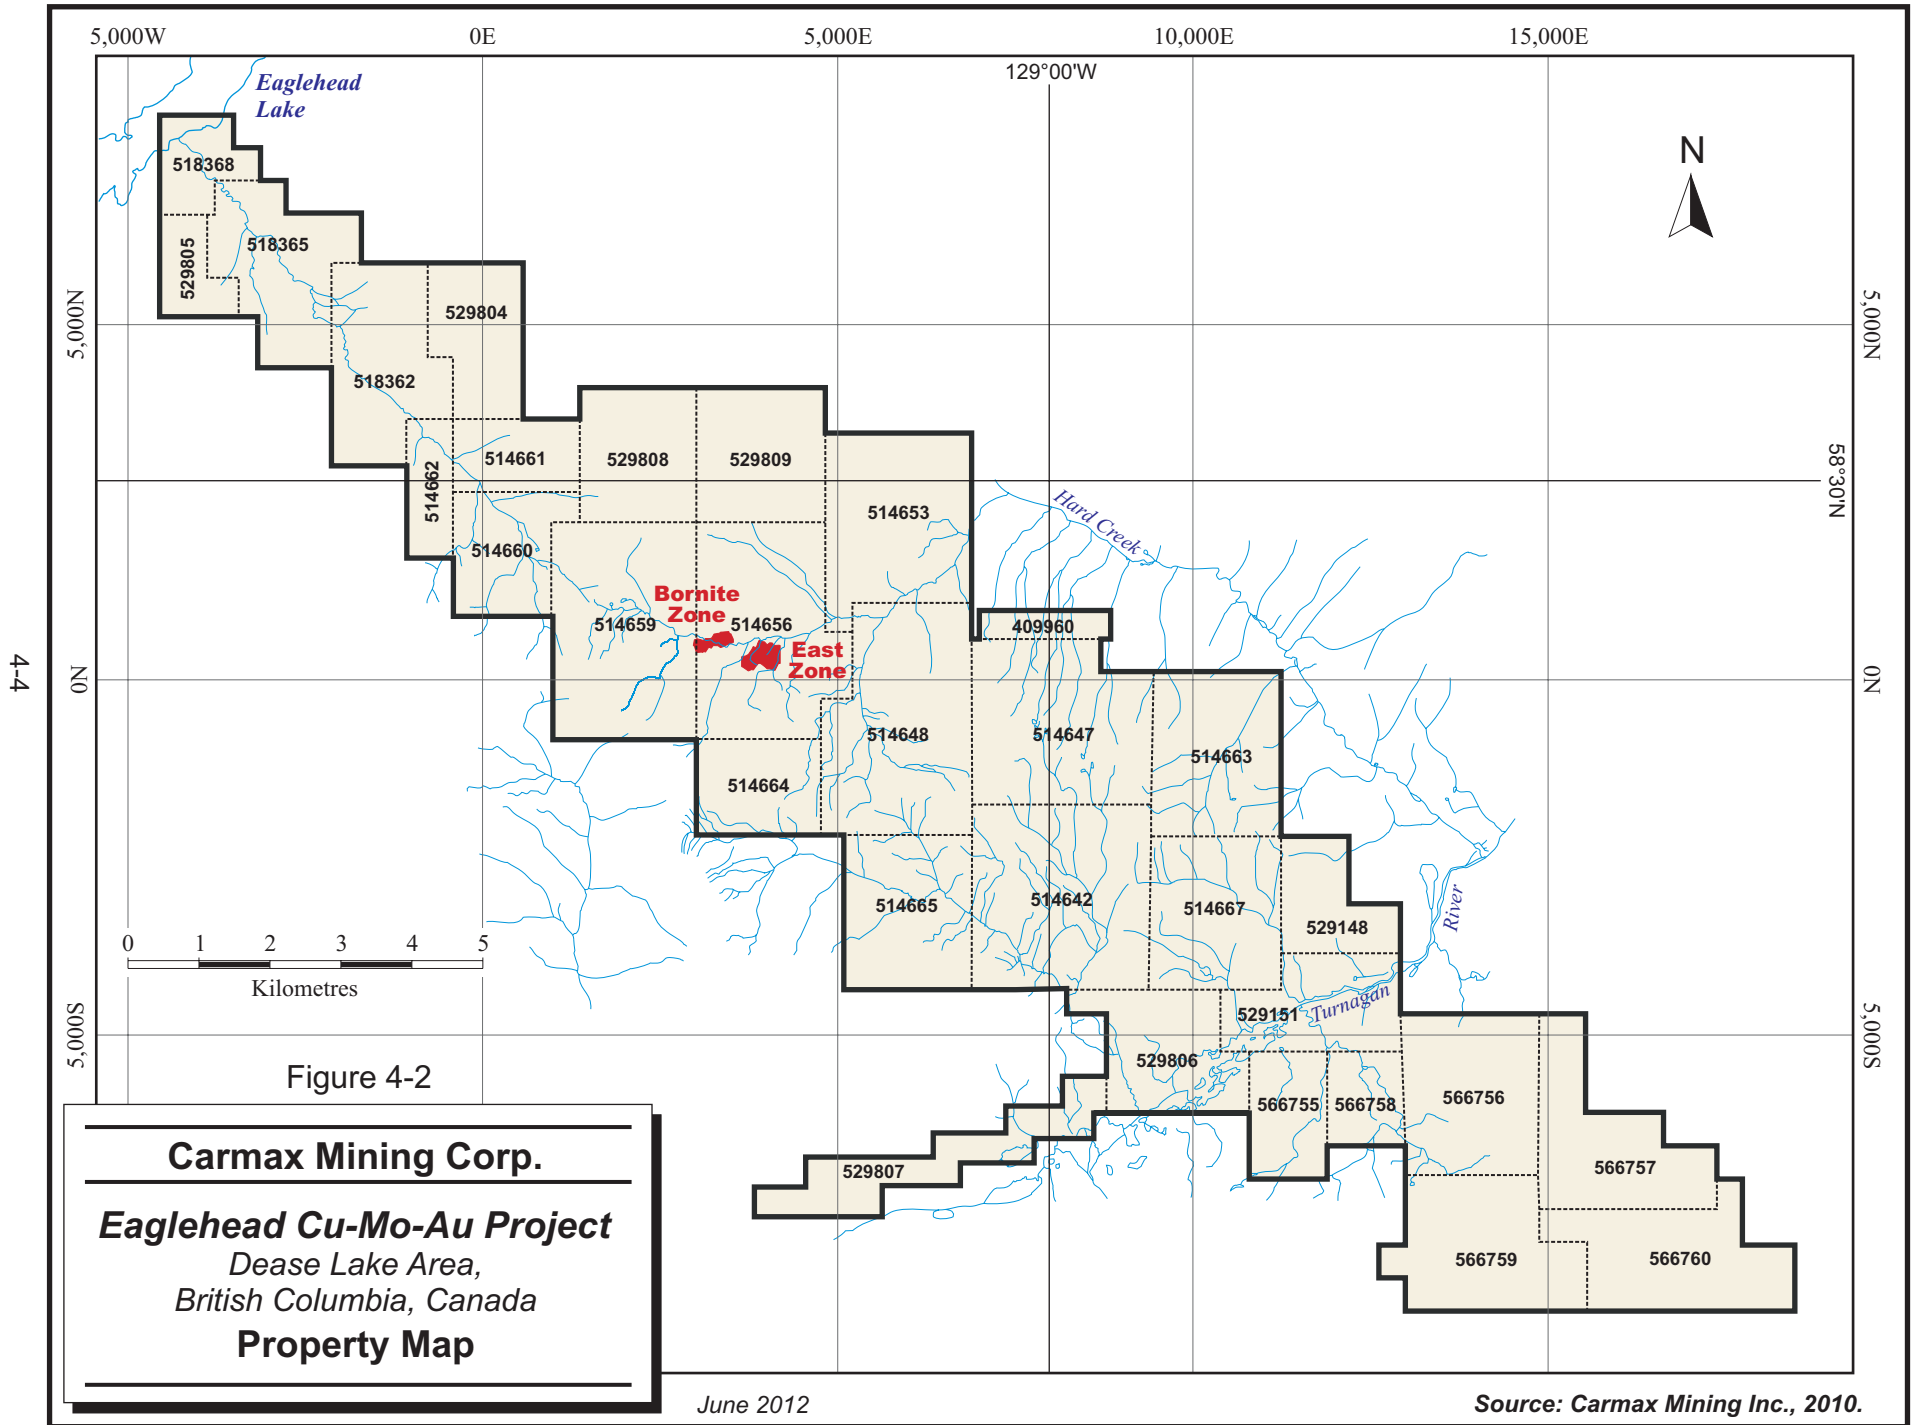 5,000W 0E 5,000E 10,000E 15,000E
129°00'W
Eaglehead
Lake
N
518368
518365
529805
5,000N
5,000N
529804
518362
514661
529808
529809
58°30'N
514662
514653
Hard Creek
514660
Bornite
Zone
514659
514656
409960
East
Zone
4-4
0N
0N
514648
514647
514663
514664
514665
514642
514667
529148
River
0 1 2 3 4 5
Kilometres
Turnagan
529151
5,000S
5,000S
529806
Figure 4-2
566755
566758
566756
Carmax Mining Corp.
529807
566757
Eaglehead Cu-Mo-Au Project
Dease Lake Area,
British Columbia, Canada
Property Map
566759
566760
June 2012
Source: Carmax Mining Inc., 2010.